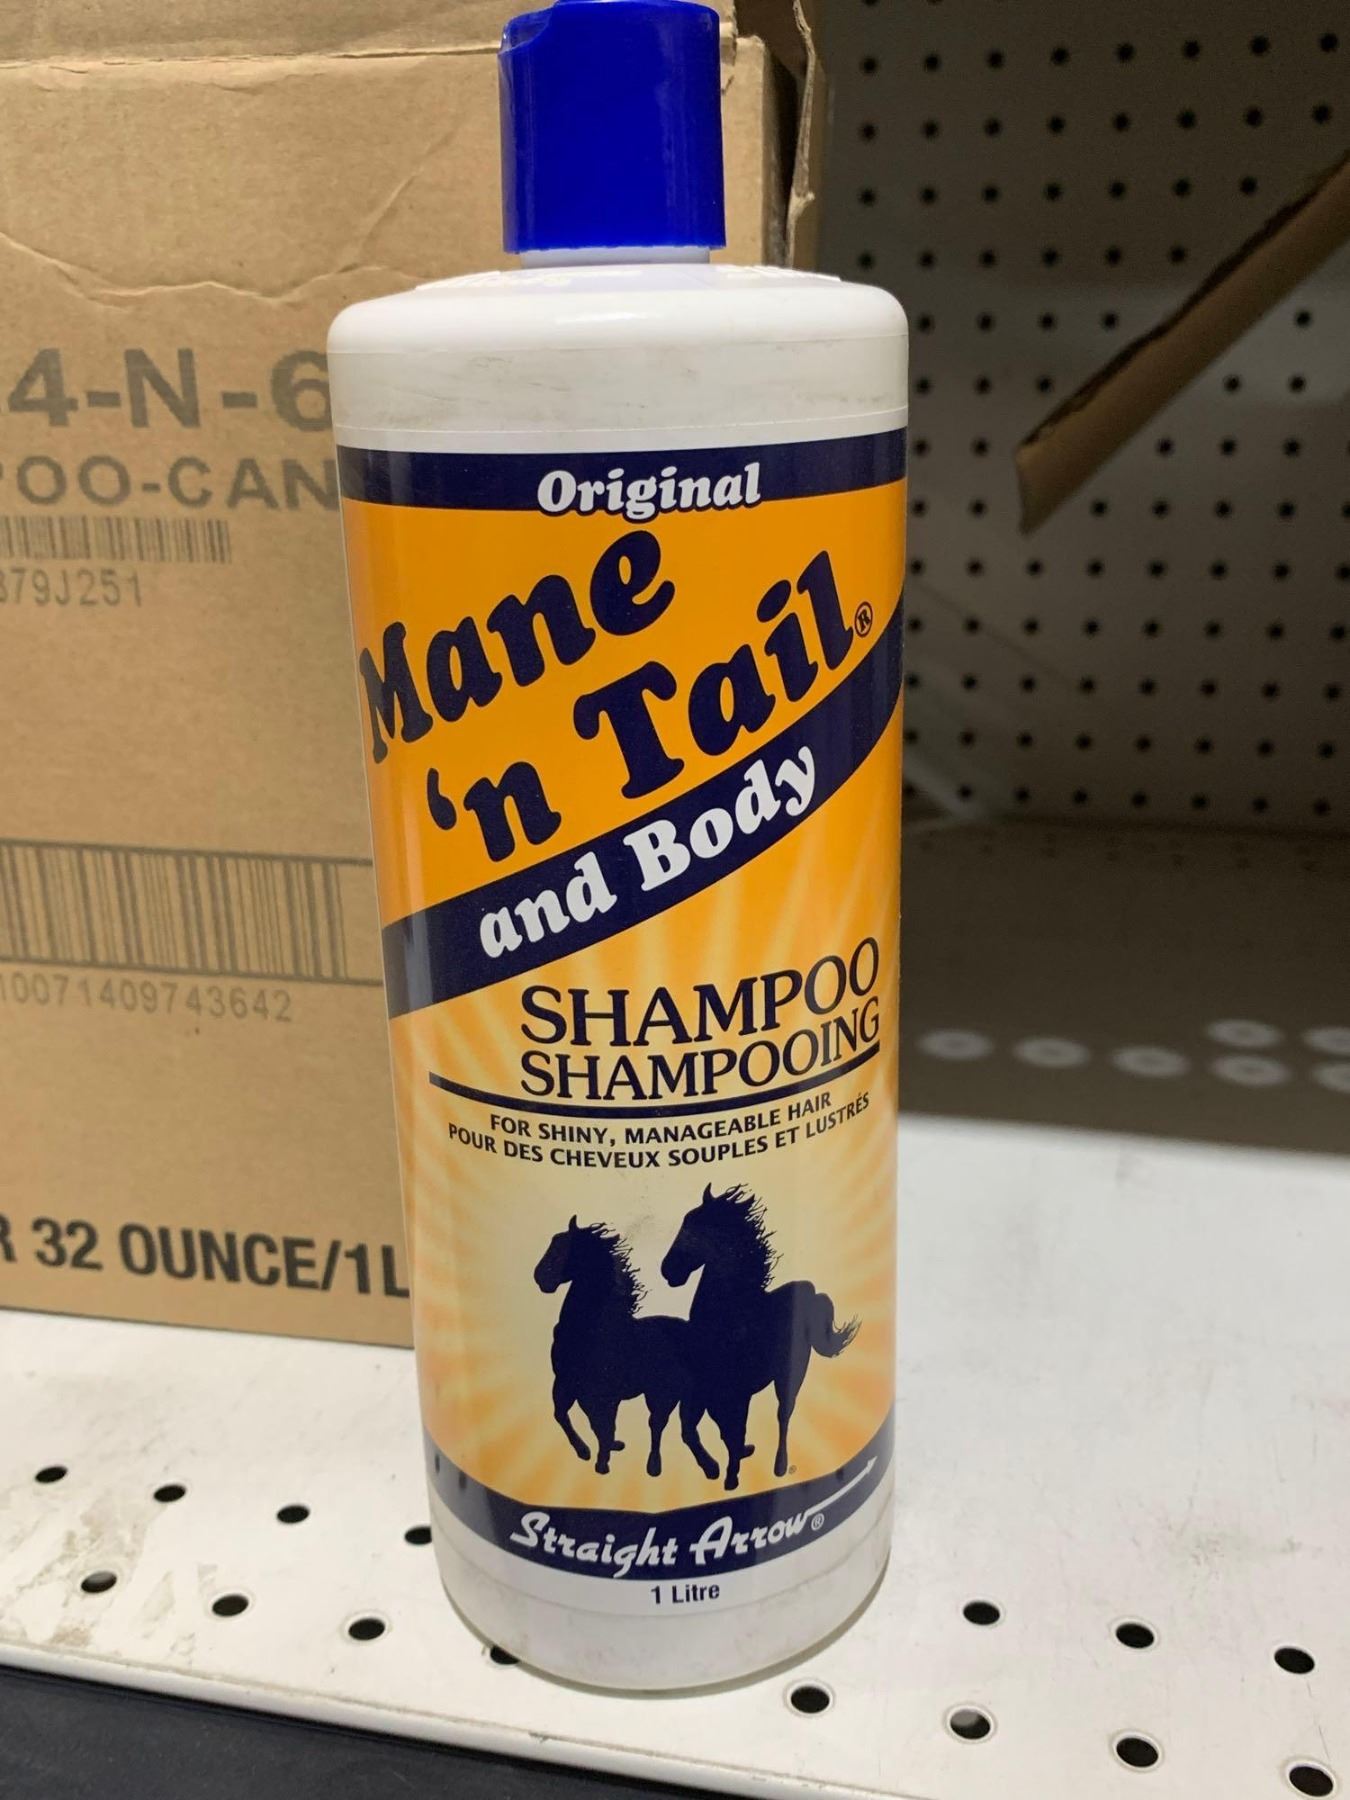 Original
Mane
'n Tail®
and Body
SHAMPOO
SHAMPOOING
FOR SHINY, MANAGEABLE HAIR
POUR DES CHEVEUX SOUPLES ET LUSTRÉS
®
Straight Arrow®
1 Litre
4-N-6
OO-CAN
379J251
10071409743642
R 32 OUNCE/1L